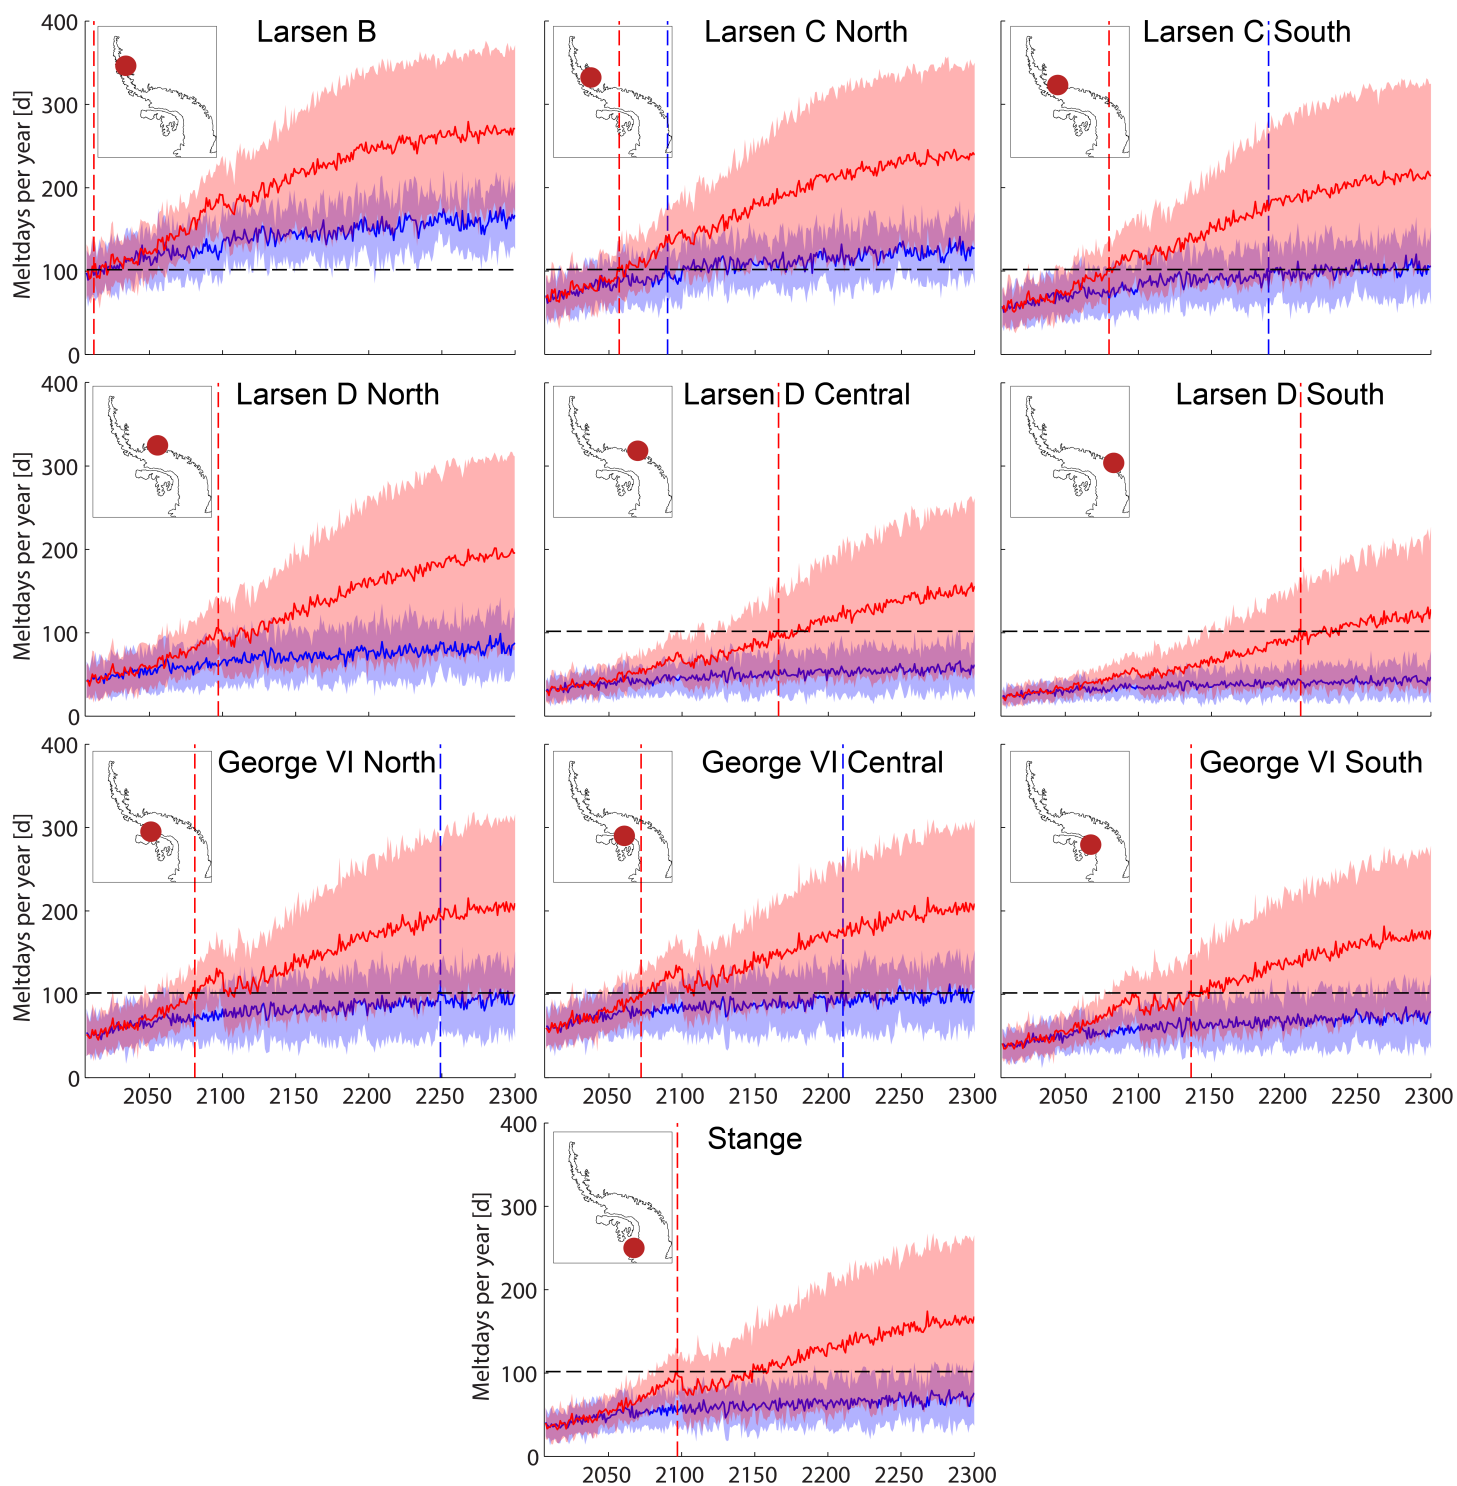 Larsen B
Larsen C North
Larsen C South
Meltdays per year [d]
400
300
200
100
0
Larsen D North
Larsen D Central
Larsen D South
Meltdays per year [d]
400
300
200
100
0
George VI North
George VI Central
George VI South
Meltdays per year [d]
400
300
200
100
0
2050 2100 2150 2200 2250 2300
2050 2100 2150 2200 2250 2300
2050 2100 2150 2200 2250 2300
Stange
Meltdays per year [d]
400
300
200
100
0
2050 2100 2150 2200 2250 2300